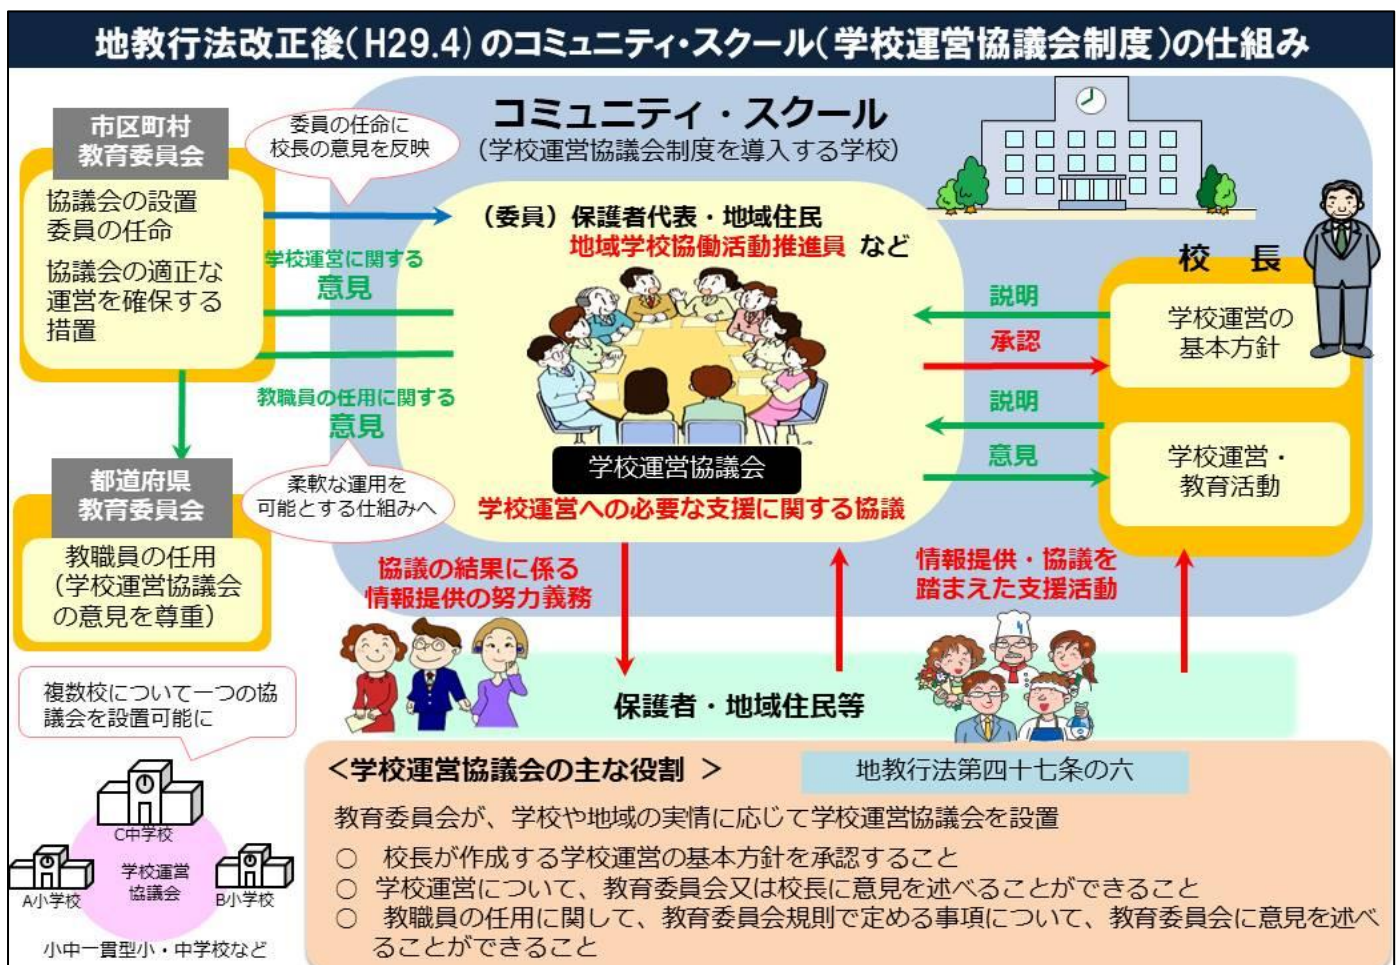 地教行法改正後(H29.4)のコミュニティ・スクール(学校運営協議会制度)の仕組み
市区町村
教育委員会
協議会の設置
委員の任命
協議会の適正な
運営を確保する
措置
委員の任命に
校長の意見を反映
コミュニティ・スクール
(学校運営協議会制度を導入する学校)
(委員)保護者代表・地域住民
地域学校協働活動推進員 など
学校運営に関する
意見
教職員の任用に関する
意見
学校運営協議会
学校運営への必要な支援に関する協議
校 長
説明
承認
学校運営の
基本方針
説明
意見
学校運営・
教育活動
都道府県
教育委員会
教職員の任用
(学校運営協議会
の意見を尊重)
柔軟な運用を
可能とする仕組みへ
協議の結果に係る
情報提供の努力義務
情報提供・協議を
踏まえた支援活動
保護者・地域住民等
複数校について一つの協
議会を設置可能に
C中学校
学校運営
協議会
A小学校
B小学校
小中一貫型小・中学校など
<学校運営協議会の主な役割 >
地教行法第四十七条の六
教育委員会が、学校や地域の実情に応じて学校運営協議会を設置
○ 校長が作成する学校運営の基本方針を承認すること
○ 学校運営について、教育委員会又は校長に意見を述べることができること
○ 教職員の任用に関して、教育委員会規則で定める事項について、教育委員会に意見を述べ
ることができること